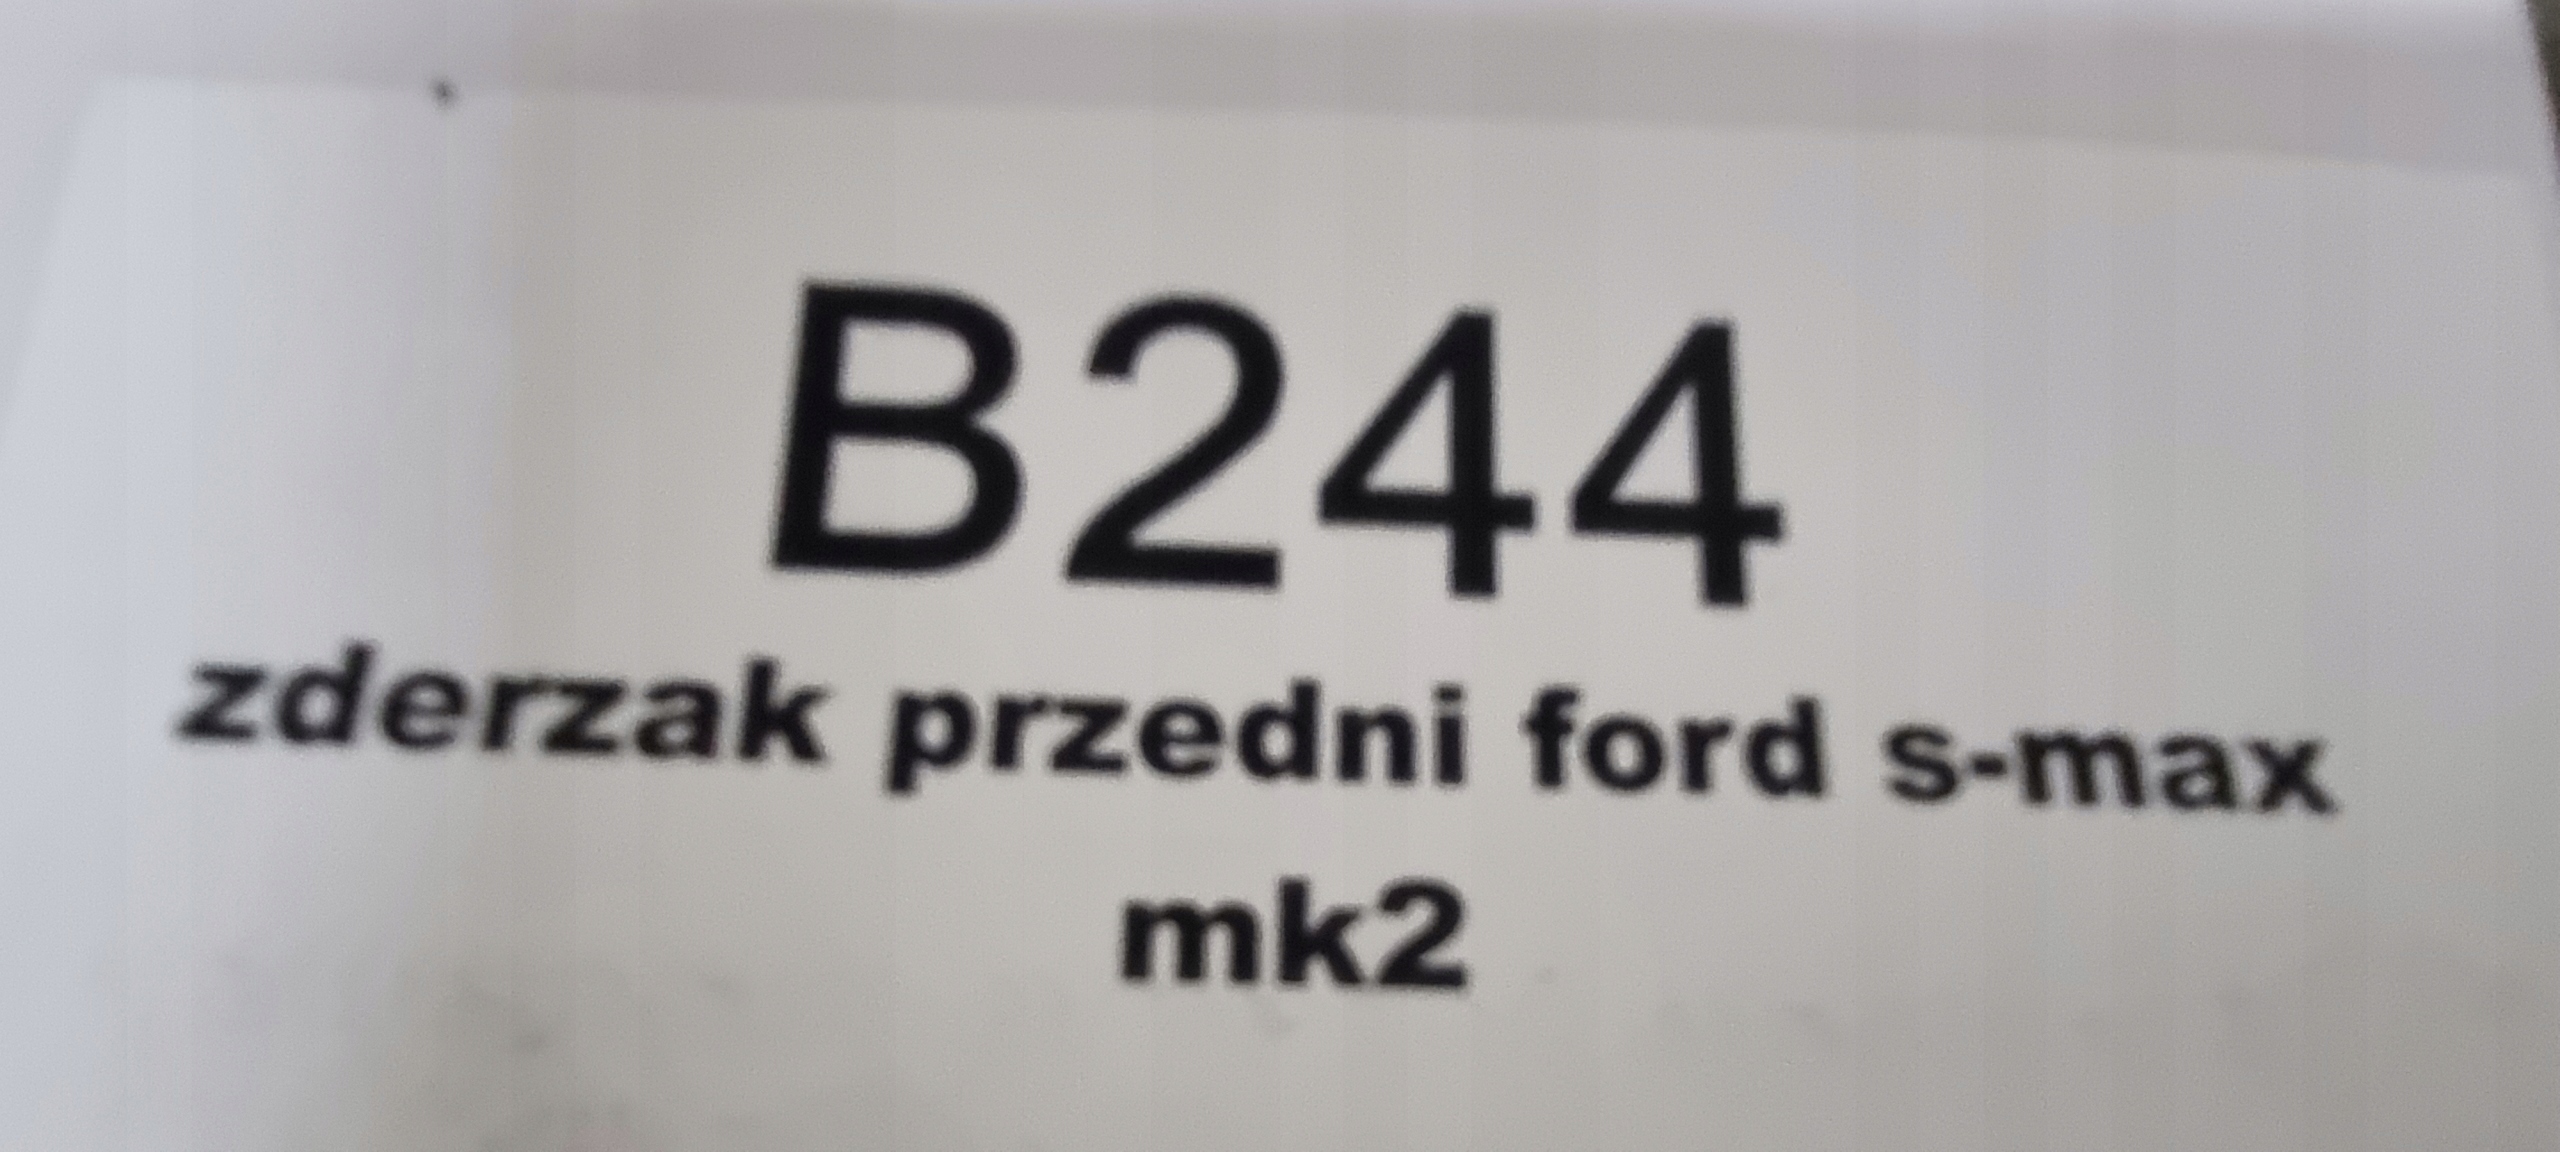 B244
zderzak przedni ford s-max
mk2